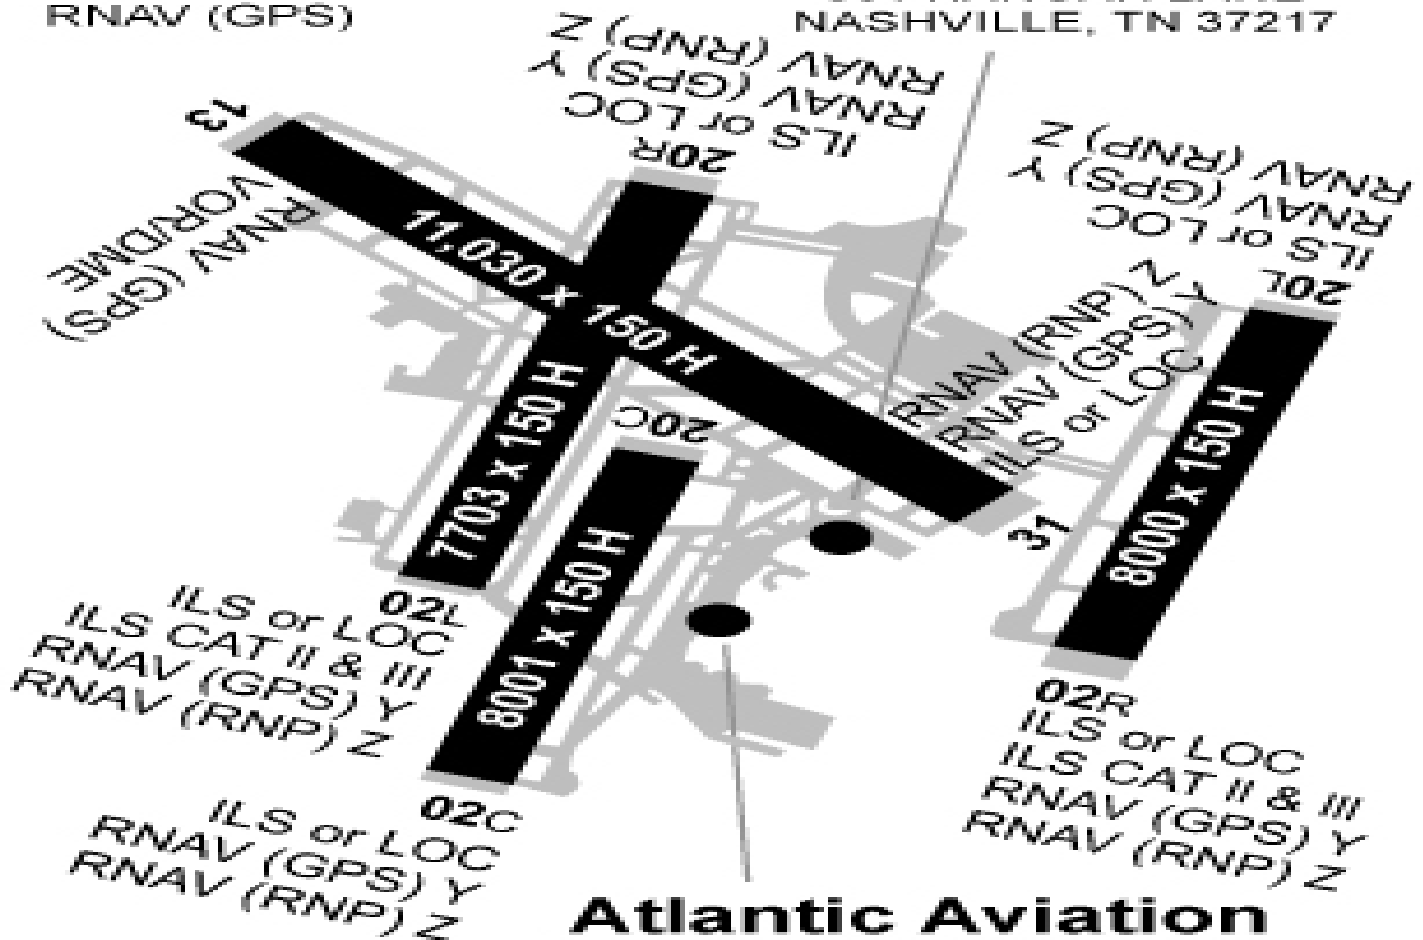 RNAV (GPS)
NASHVILLE, TN 37217
13
RNAV (GPS)
VOR/DME
20R
ILS or LOC
RNAV (GPS) Y
RNAV (RNP) Z
20L
ILS or LOC
RNAV (GPS) Y
RNAV (RNP) Z
11,030 x 150 H
RNAV (RNP) Z
RNAV (GPS) Y
ILS or LOC
31
20C
7703 x 150 H
8001 x 150 H
8000 x 150 H
02L
ILS or LOC
ILS CAT II & III
RNAV (GPS) Y
RNAV (RNP) Z
02R
ILS or LOC
ILS CAT II & III
RNAV (GPS) Y
RNAV (RNP) Z
02C
ILS or LOC
RNAV (GPS) Y
RNAV (RNP) Z
Atlantic Aviation